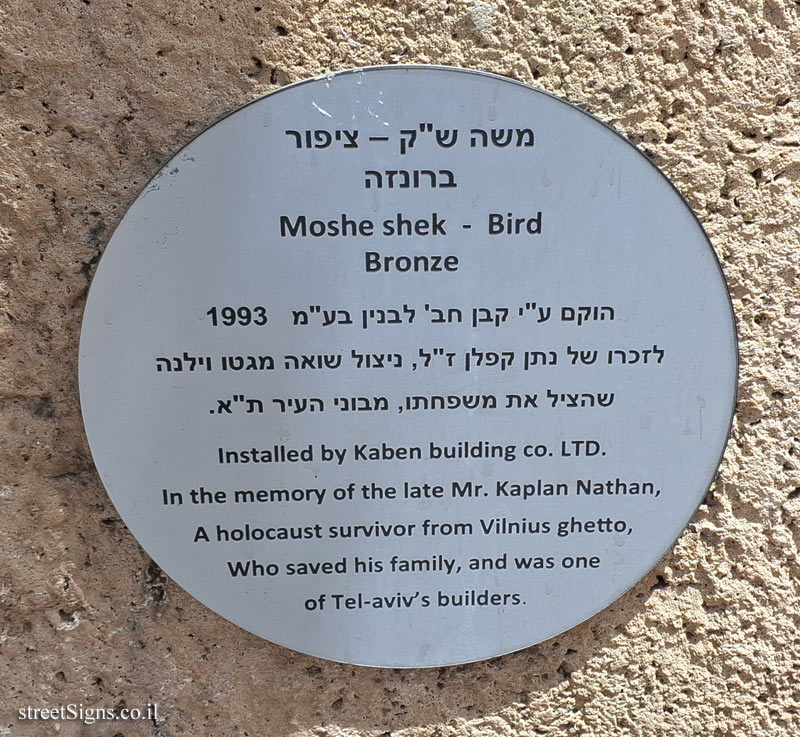 משה ש"ק – ציפור
ברונזה
Moshe shek - Bird
Bronze
הוקם ע"י קבן חב' לבנין בע"מ 1993
לזכרו של נתן קפלן ז"ל, ניצול שואה מגטו וילנה
שהציל את משפחתו, מבוני העיר ת"א.
Installed by Kaben building co. LTD.
In the memory of the late Mr. Kaplan Nathan,
A holocaust survivor from Vilnius ghetto,
Who saved his family, and was one
of Tel-aviv's builders.
streetSigns.co.il